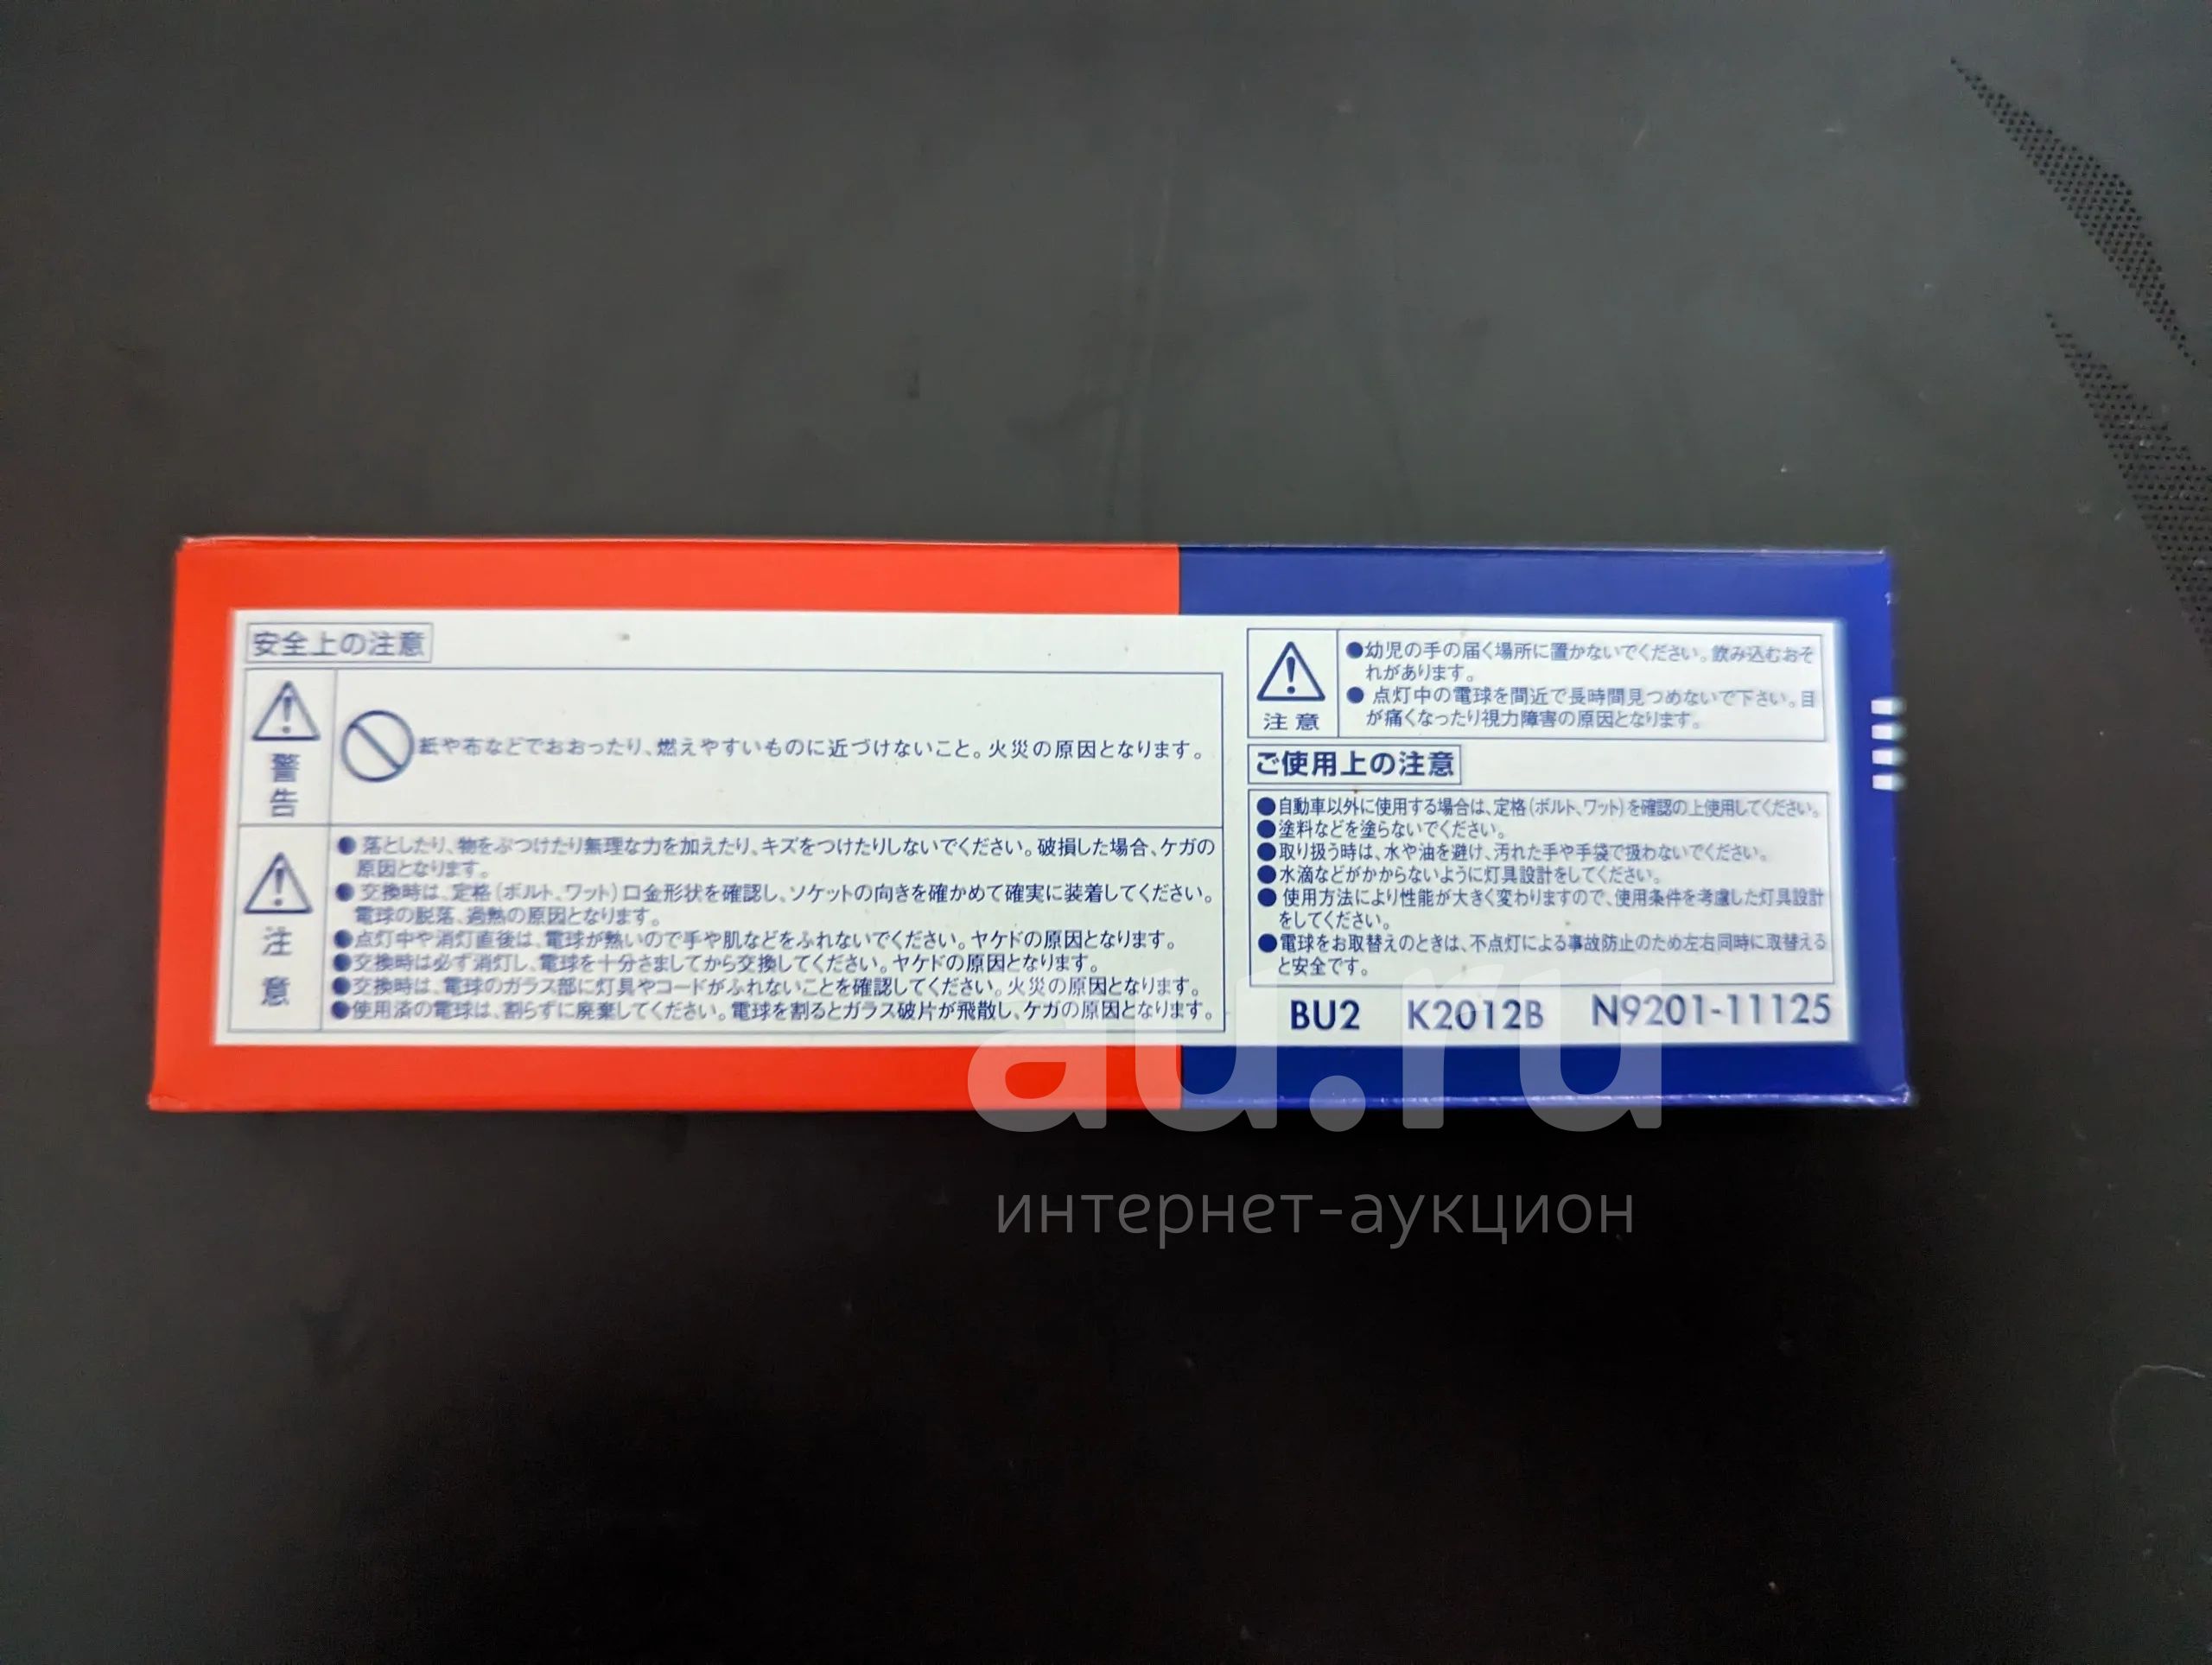 安全上の注意
警告
紙や布などでおおったり、燃えやすいものに近づけないこと。火災の原因となります。
注意
●落としたり、物をぶつけたり無理な力を加えたり、キズをつけたりしないでください。破損した場合、ケガの
原因となります。
●交換時は、定格(ボルト、ワット)口金形状を確認し、ソケットの向きを確かめて確実に装着してください。
電球の脱落、過熱の原因となります。
●点灯中や消灯直後は、電球が熱いので手や肌などをふれないでください。ヤケドの原因となります。
●交換時は必ず消灯し、電球を十分さましてから交換してください。ヤケドの原因となります。
●交換時は、電球のガラス部に灯具やコードがふれないことを確認してください。火災の原因となります。
●使用済の電球は、割らずに廃棄してください。電球を割るとガラス破片が飛散し、ケガの原因となります。
注意
●幼児の手の届く場所に置かないでください。飲み込むおそ
れがあります。
●点灯中の電球を間近で長時間見つめないで下さい。目
が痛くなったり視力障害の原因となります。
ご使用上の注意
●自動車以外に使用する場合は、定格(ボルト、ワット)を確認の上使用してください。
●塗料などを塗らないでください。
●取り扱う時は、水や油を避け、汚れた手や手袋で扱わないでください。
●水滴などがかからないように灯具設計をしてください。
●使用方法により性能が大きく変わりますので、使用条件を考慮した灯具設計
をしてください。
●電球をお取替えのときは、不点灯による事故防止のため左右同時に取替える
と安全です。
BU2 K2012B N9201-11125
au.ru
интернет-аукцион